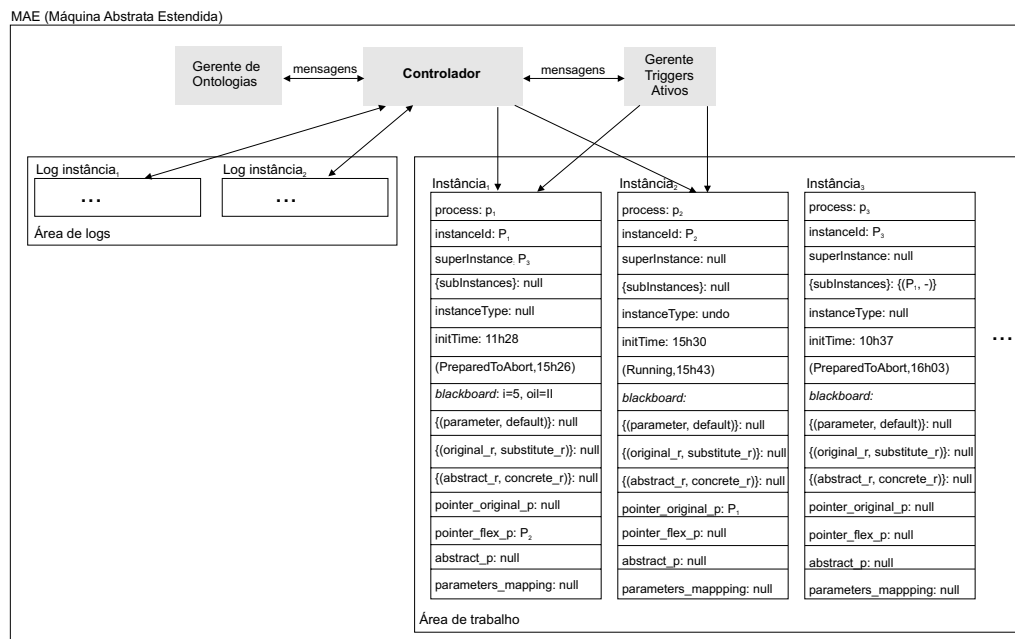 MAE (Máquina Abstrata Estendida)
Gerente de
Ontologias
mensagens
Controlador
mensagens
Gerente
Triggers
Ativos
Log instância₁
...
Log instância₂
...
Área de logs
Instância₁
process: p₁
instanceId: P₁
superInstance: P₃
{subInstances}: null
instanceType: null
initTime: 11h28
(PreparedToAbort,15h26)
blackboard: i=5, oil=II
{(parameter, default)}: null
{(original_r, substitute_r)}: null
{(abstract_r, concrete_r)}: null
pointer_original_p: null
pointer_flex_p: P₂
abstract_p: null
parameters_mapping: null
Instância₂
process: p₂
instanceId: P₂
superInstance: null
{subInstances}: null
instanceType: undo
initTime: 15h30
(Running,15h43)
blackboard:
{(parameter, default)}: null
{(original_r, substitute_r)}: null
{(abstract_r, concrete_r)}: null
pointer_original_p: P₁
pointer_flex_p: null
abstract_p: null
parameters_mappping: null
Instância₃
process: p₃
instanceId: P₃
superInstance: null
{subInstances}: {(P₁, -)}
instanceType: null
initTime: 10h37
(PreparedToAbort,16h03)
blackboard:
{(parameter, default)}: null
{(original_r, substitute_r)}: null
{(abstract_r, concrete_r)}: null
pointer_original_p: null
pointer_flex_p: null
abstract_p: null
parameters_mappping: null
...
Área de trabalho